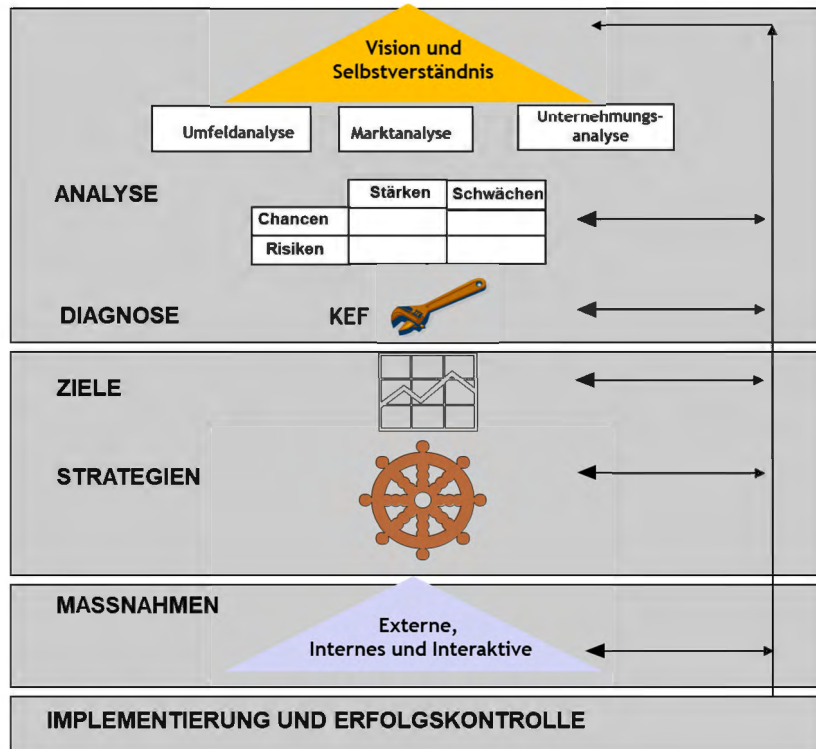 Vision und
Selbstverständnis
Umfeldanalyse
Marktanalyse
Unternehmungs-
analyse
ANALYSE
Stärken Schwächen
Chancen
Risiken
DIAGNOSE
KEF
ZIELE
STRATEGIEN
MASSNAHMEN
Externe,
Internes und Interaktive
IMPLEMENTIERUNG UND ERFOLGSKONTROLLE